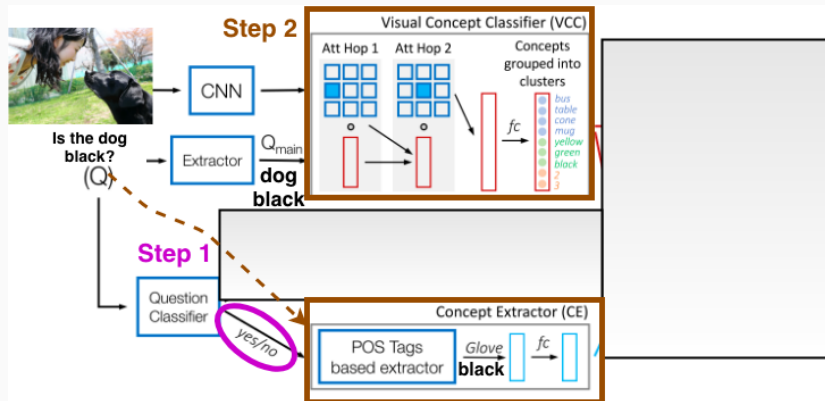 Step 2
Visual Concept Classifier (VCC)
Att Hop 1
Att Hop 2
Concepts
grouped into
clusters
CNN
bus
table
cone
mug
yellow
green
black
2
3
fc
Is the dog
black?
(Q)
Extractor
Qmain
dog
black
Step 1
Question
Classifier
yes/no
Concept Extractor (CE)
POS Tags
based extractor
Glove
black
fc